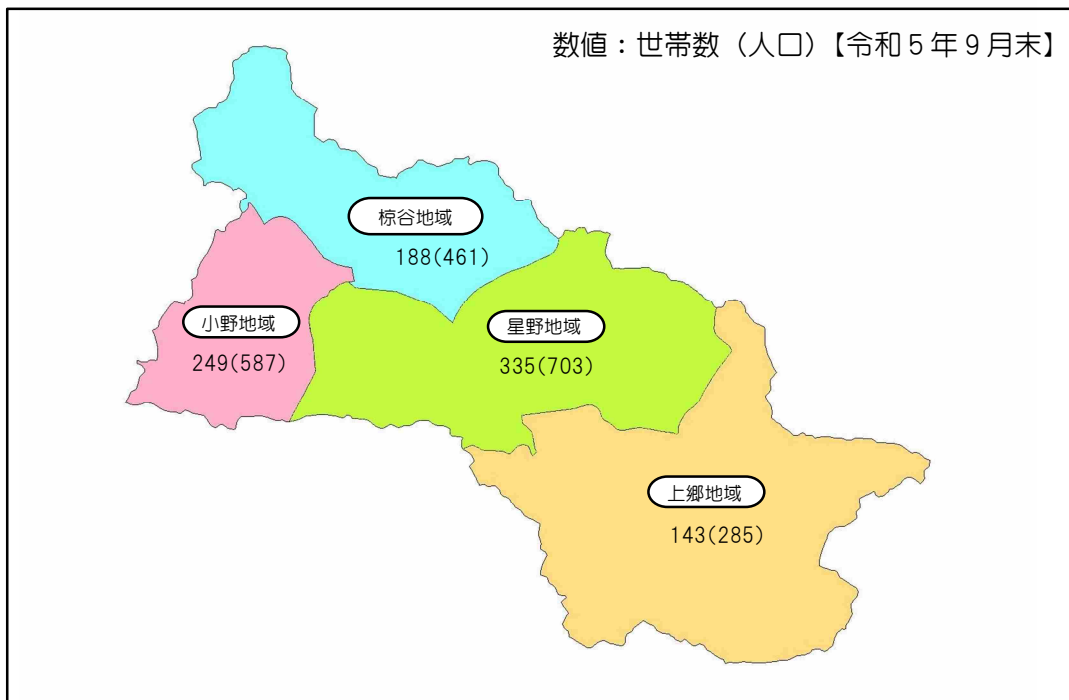 数値：世帯数（人口）【令和５年９月末】
椋谷地域
188(461)
小野地域
249(587)
星野地域
335(703)
上郷地域
143(285)